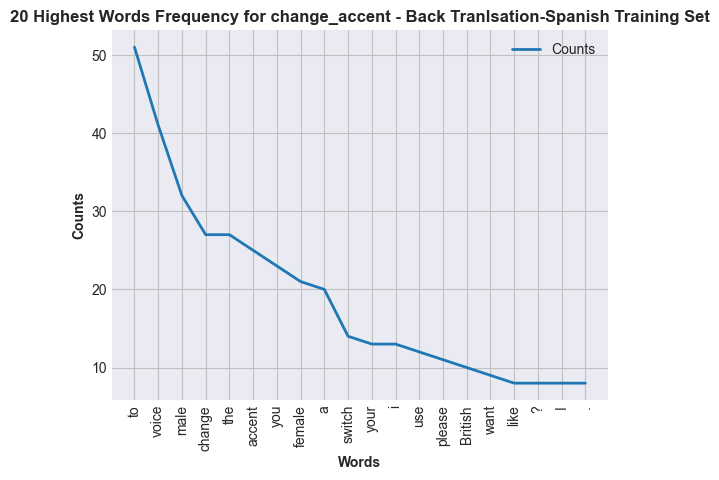 20 Highest Words Frequency for change_accent - Back Tranlsation-Spanish Training Set
Counts
50
40
30
20
10
Counts
to
voice
male
change
the
accent
you
female
a
switch
your
i
use
please
British
want
like
?
I
.
Words